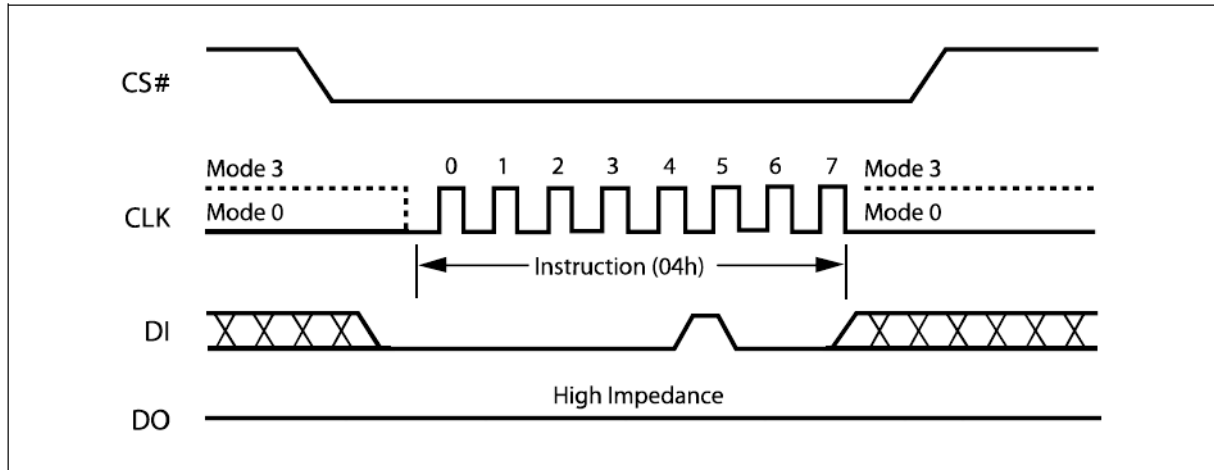 CS#
Mode 3
0 1 2 3 4 5 6 7
Mode 3
CLK
Mode 0
Mode 0
Instruction (04h)
DI
High Impedance
DO